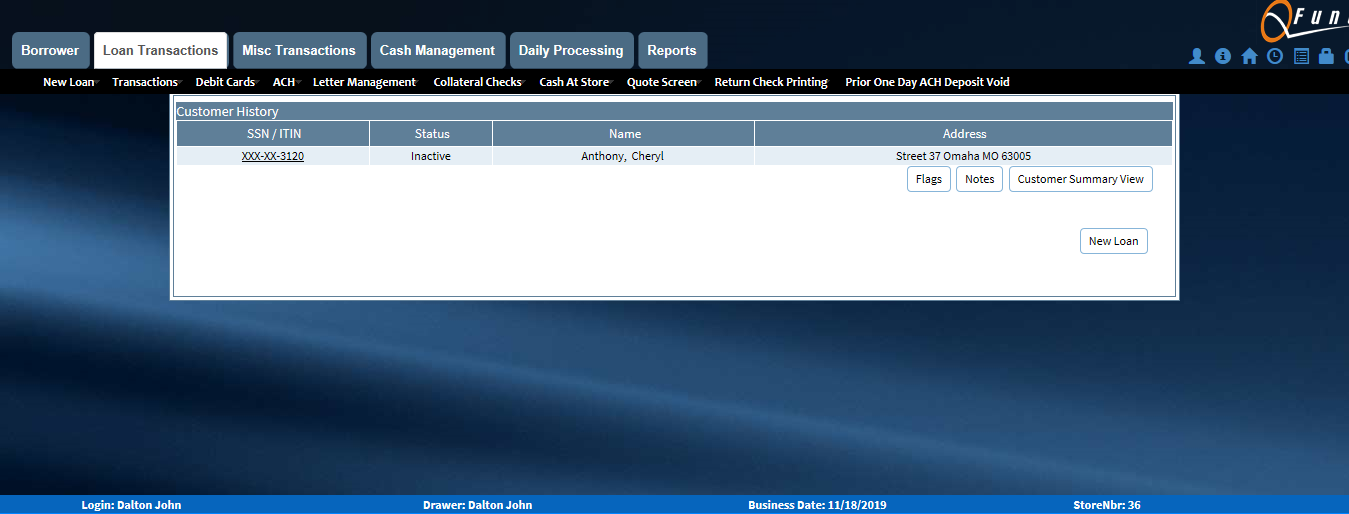 Fun
Borrower Loan Transactions Misc Transactions Cash Management Daily Processing Reports
New Loan Transactions Debit Cards ACH Letter Management Collateral Checks Cash At Store Quote Screen Return Check Printing Prior One Day ACH Deposit Void
Customer History
SSN / ITIN Status Name Address
XXX-XX-3120 Inactive Anthony, Cheryl Street 37 Omaha MO 63005
Flags Notes Customer Summary View
New Loan
Login: Dalton John Drawer: Dalton John Business Date: 11/18/2019 StoreNbr: 36